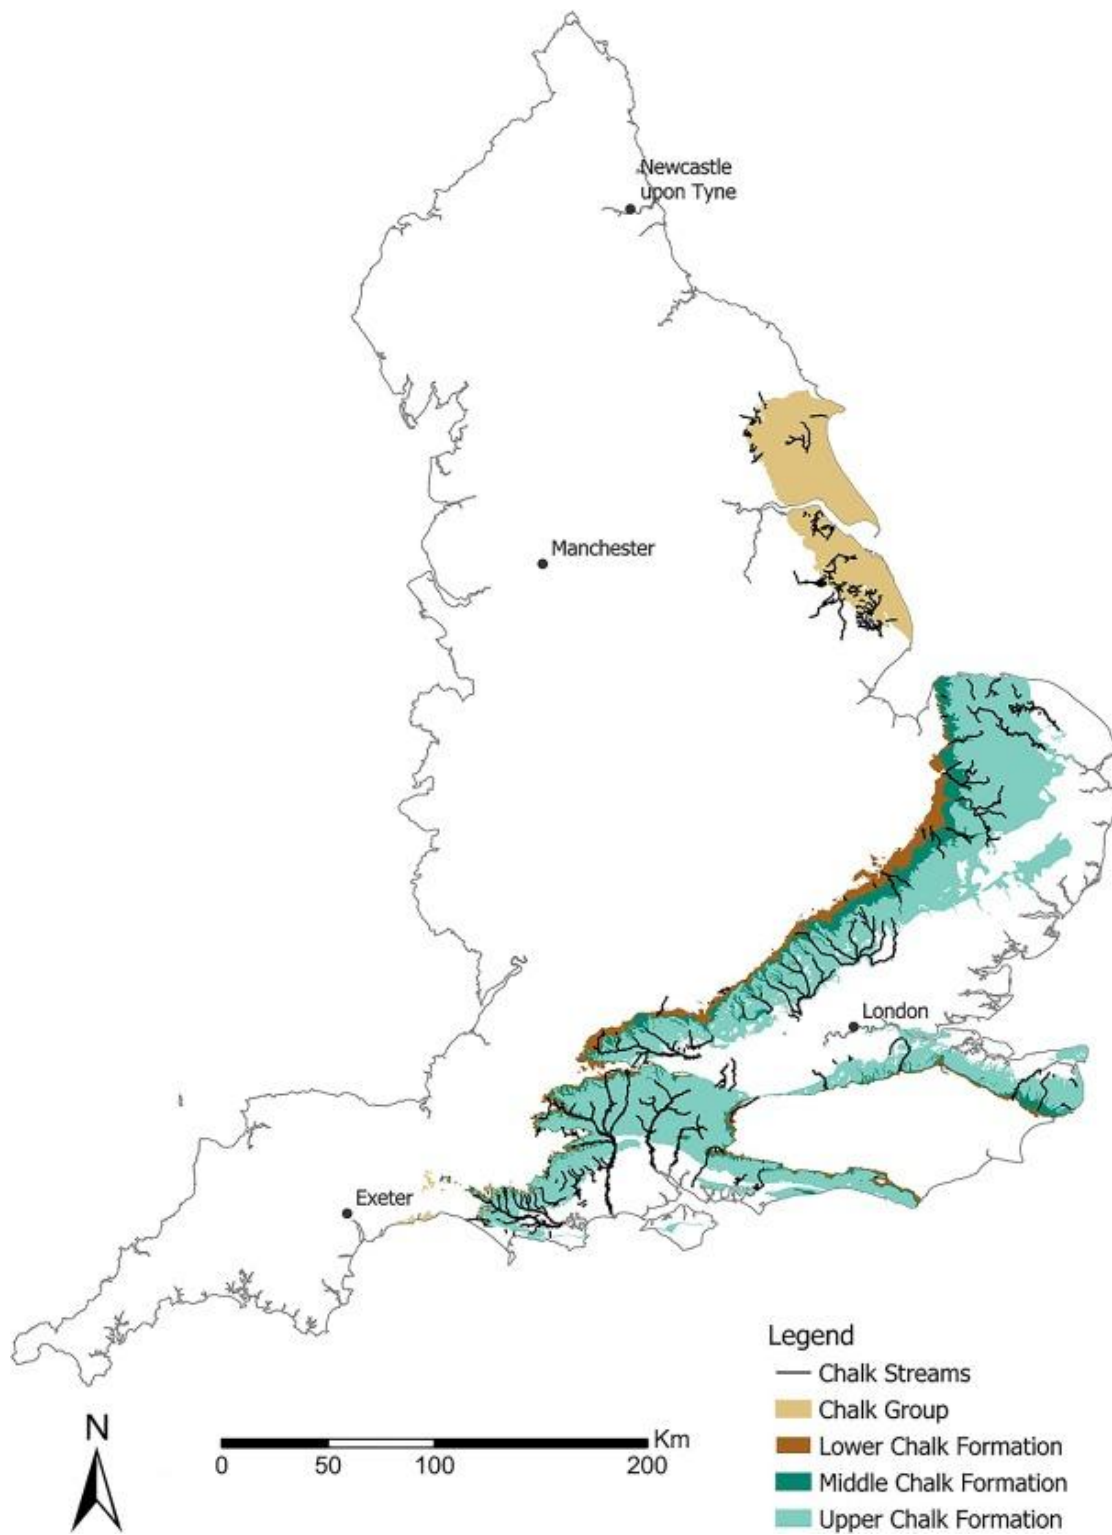 Newcastle
upon Tyne
Manchester
London
Exeter
Legend
Chalk Streams
Chalk Group
Lower Chalk Formation
Middle Chalk Formation
Upper Chalk Formation
N
Km
0 50 100 200